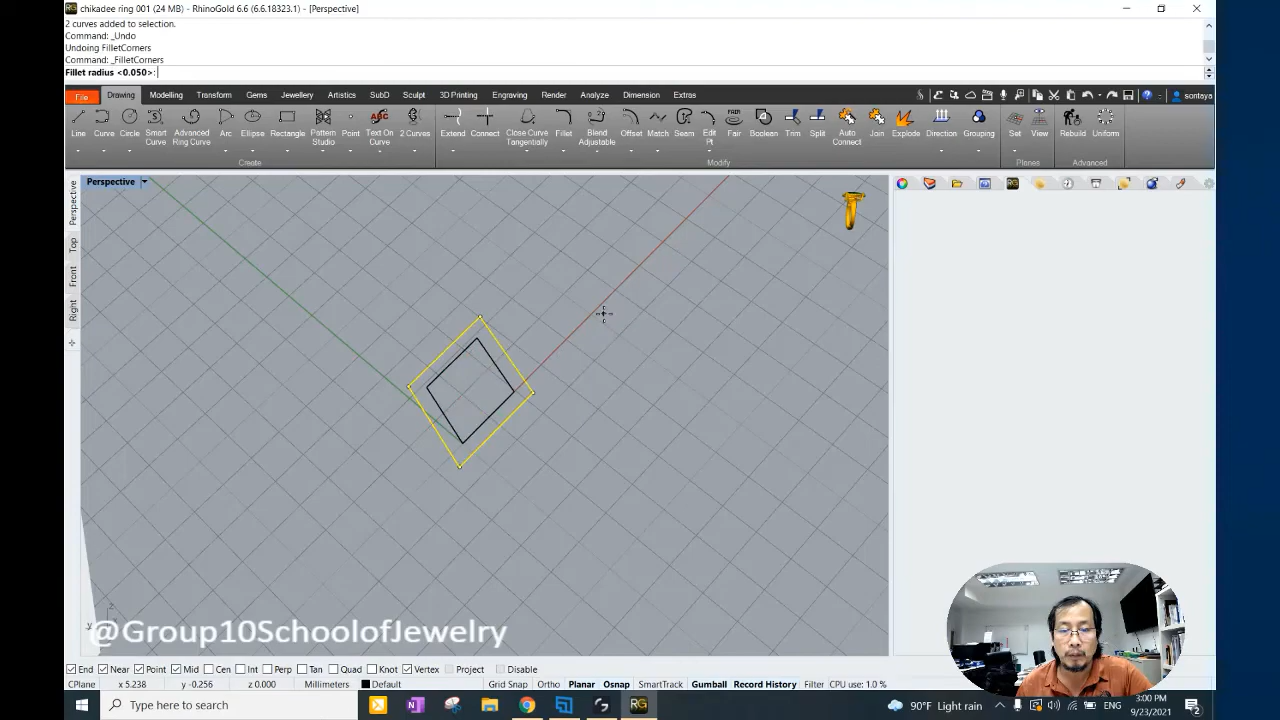 chikadee ring 001 (24 MB) - RhinoGold 6.6 (6.6.18323.1) - [Perspective]
2 curves added to selection.
Command: _Undo
Undoing FilletCorners
Command: _FilletCorners
Fillet radius <0.050>:
File Drawing Modelling Transform Gems Jewellery Artistics SubD Sculpt 3D Printing Engraving Render Analyze Dimension Extras sontaya
Line Curve Circle Smart Curve Advanced Ring Curve Arc Ellipse Rectangle Pattern Studio Point Text On Curve 2 Curves Extend Connect Close Curve Tangentially Fillet Blend Adjustable Offset Match Seam Edit Pt Fair Boolean Trim Split Auto Connect Join Explode Direction Grouping Set View Rebuild Uniform
Create Modify Planes Advanced
Perspective
Perspective
Top
Front
Right
@Group10SchoolofJewelry
End Near Point Mid Cen Int Perp Tan Quad Knot Vertex Project Disable
CPlane x 5.238 y -0.256 z 0.000 Millimeters Default Grid Snap Ortho Planar Osnap SmartTrack Gumball Record History Filter CPU use: 1.0 %
Type here to search 90°F Light rain ENG 3:00 PM
9/23/2021 2